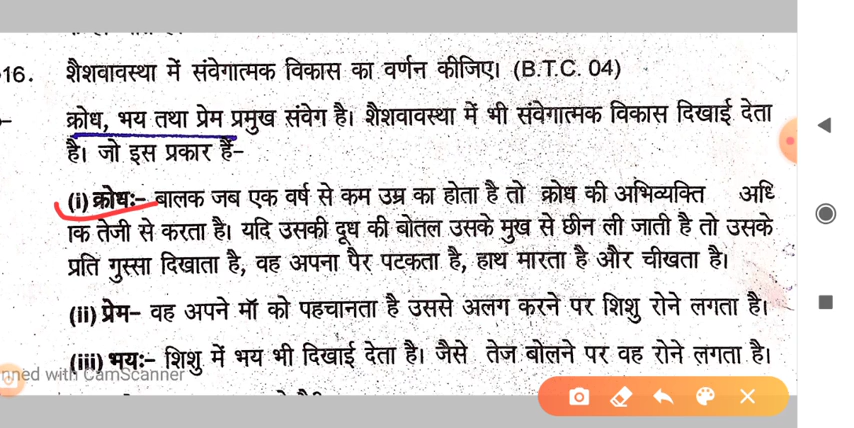 16. शैशवावस्था में संवेगात्मक विकास का वर्णन कीजिए। (B.T.C. 04)
क्रोध, भय तथा प्रेम प्रमुख संवेग है। शैशवावस्था में भी संवेगात्मक विकास दिखाई देता
है। जो इस प्रकार हैं-
(i) क्रोधः- बालक जब एक वर्ष से कम उम्र का होता है तो क्रोध की अभिव्यक्ति अधि
ाक तेजी से करता है। यदि उसकी दूध की बोतल उसके मुख से छीन ली जाती है तो उसके
प्रति गुस्सा दिखाता है, वह अपना पैर पटकता है, हाथ मारता है और चीखता है।
(ii) प्रेम- वह अपने मॉ को पहचानता है उससे अलग करने पर शिशु रोने लगता है।
(iii) भयः- शिशु में भय भी दिखाई देता है। जैसे तेज बोलने पर वह रोने लगता है।
nned with CamScanner